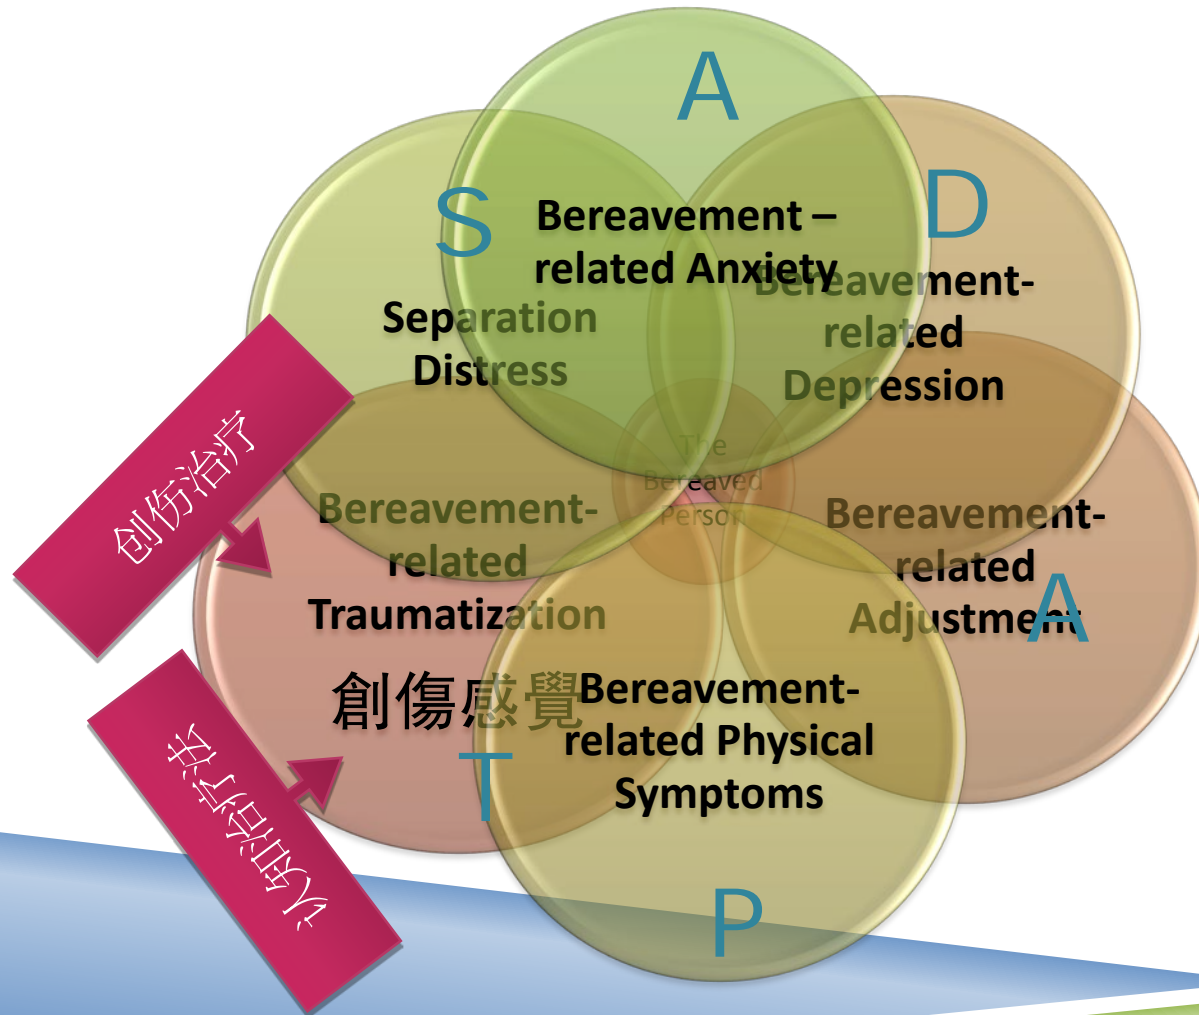 A
Bereavement –
related Anxiety
S
Separation
Distress
D
Bereavement-
related
Depression
The
Bereaved
Person
创伤治疗
Bereavement-
related
Traumatization
創傷感覺
T
Bereavement-
related
Adjustment
A
认知治疗法
Bereavement-
related Physical
Symptoms
P